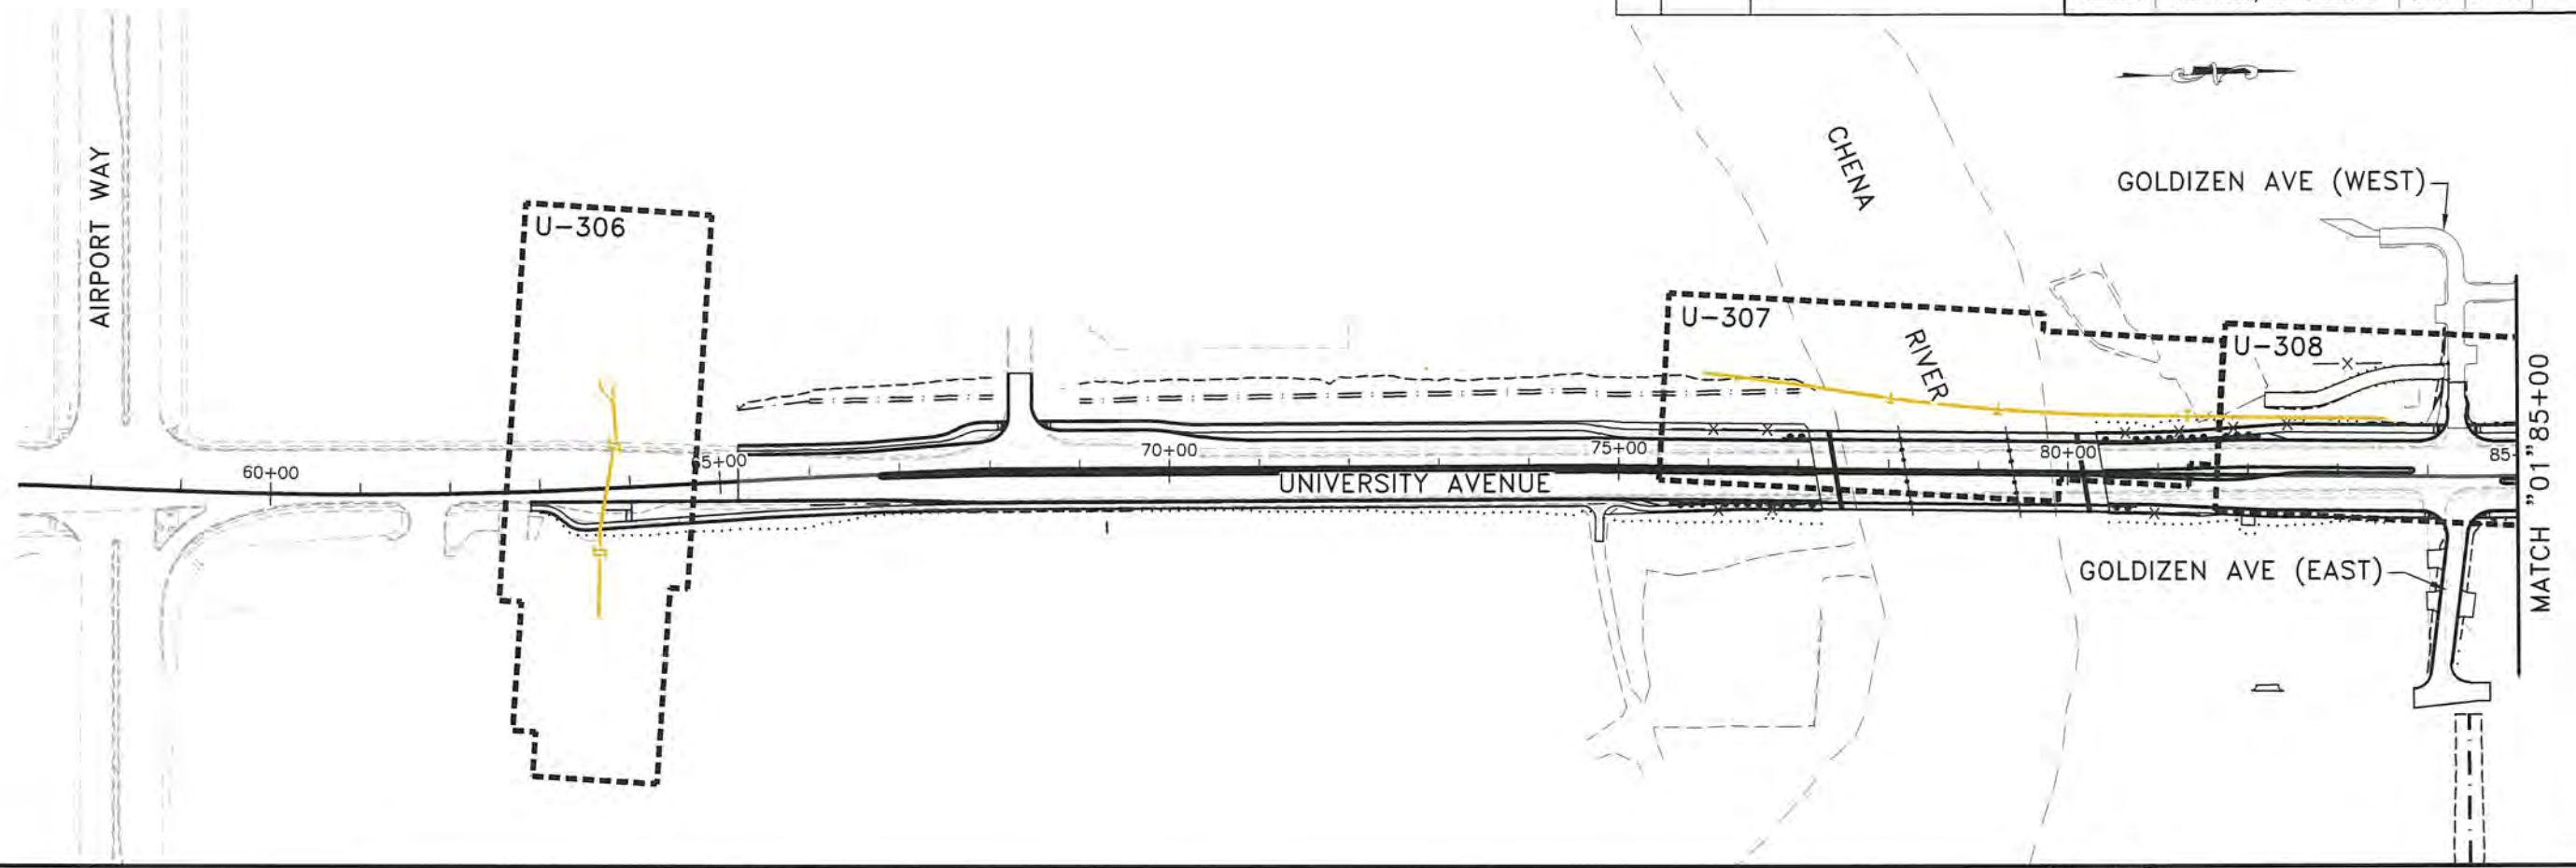 AIRPORT WAY
U-306
CHENA
RIVER
GOLDIZEN AVE (WEST)
U-307
U-308
60+00
65+00
70+00
75+00
80+00
85-
UNIVERSITY AVENUE
GOLDIZEN AVE (EAST)
MATCH "01"85+00